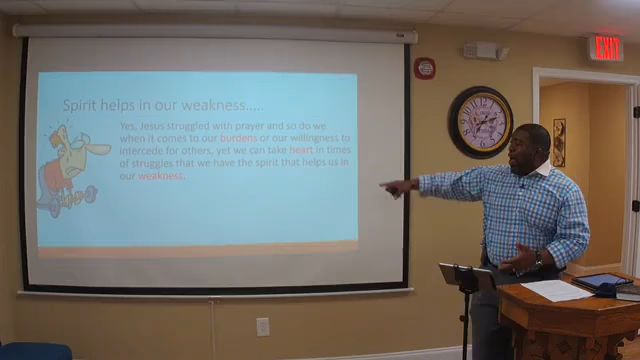 EXIT
Spirit helps in our weakness.....
Yes, Jesus struggled with prayer and so do we
when it comes to our burdens or our willingness to
intercede for others, yet we can take heart in times
of struggles that we have the spirit that helps us in
our weakness.